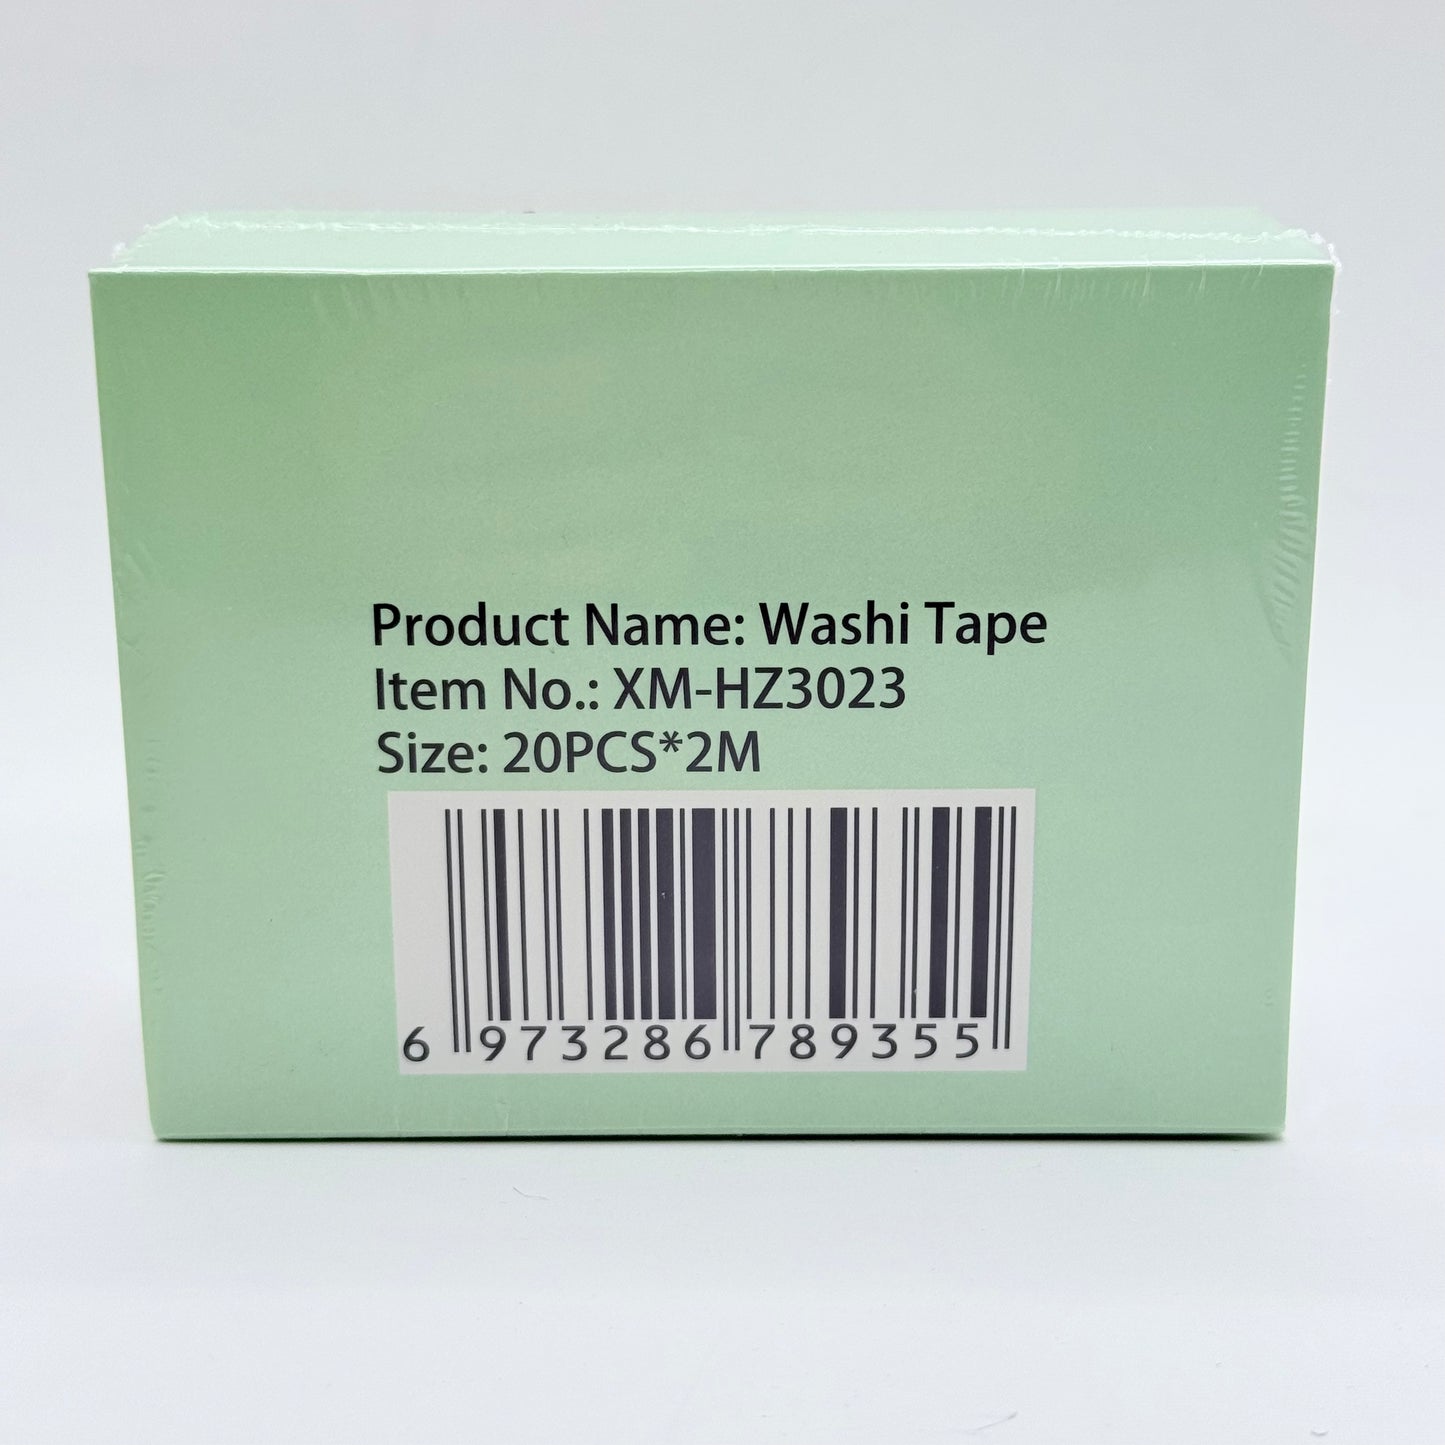 Product Name: Washi Tape
Item No.: XM-HZ3023
Size: 20PCS*2M
6 973286 789355